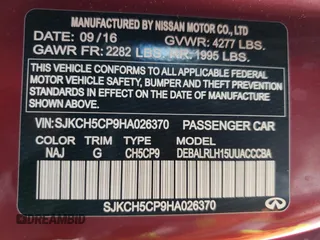 MANUFACTURED BY NISSAN MOTOR CO., LTD
DATE: 09/16 GVWR: 4277 LBS.
GAWR FR: 2282 LBS. RR: 1995 LBS.
THIS VEHICLE CONFORMS TO ALL APPLICABLE FEDERAL
MOTOR VEHICLE SAFETY, BUMPER, AND THEFT PREVENTION
STANDARDS IN EFFECT ON THE DATE OF
MANUFACTURE SHOWN ABOVE.
VIN: SJKCH5CP9HA026370 PASSENGER CAR
COLOR TRIM MODEL
NAJ G CH5CP9 DEBALRLH15UUACCCBA
SJKCH5CP9HA026370
DREAMBID